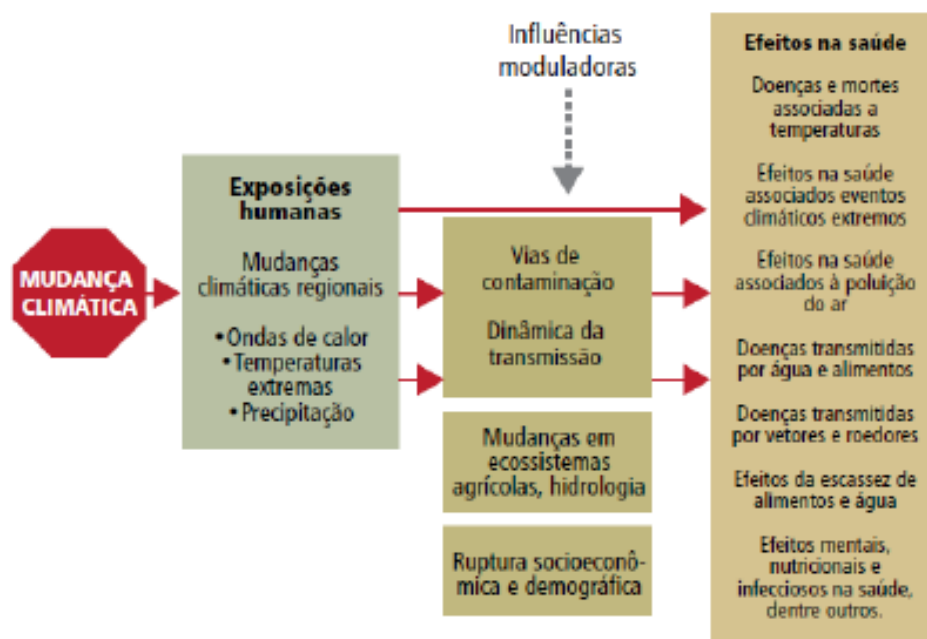 MUDANÇA
CLIMÁTICA
Exposições
humanas
Mudanças
climáticas regionais
•Ondas de calor
•Temperaturas
extremas
•Precipitação
Influências
moduladoras
Vias de
contaminação
Dinâmica da
transmissão
Mudanças em
ecossistemas
agrícolas, hidrologia
Ruptura socioeconô-
mica e demográfica
Efeitos na saúde
Doenças e mortes
associadas a
temperaturas
Efeitos na saúde
associados eventos
climáticos extremos
Efeitos na saúde
associados à poluição
do ar
Doenças transmitidas
por água e alimentos
Doenças transmitidas
por vetores e roedores
Efeitos da escassez de
alimentos e água
Efeitos mentais,
nutricionais e
infecciosos na saúde,
dentre outros.